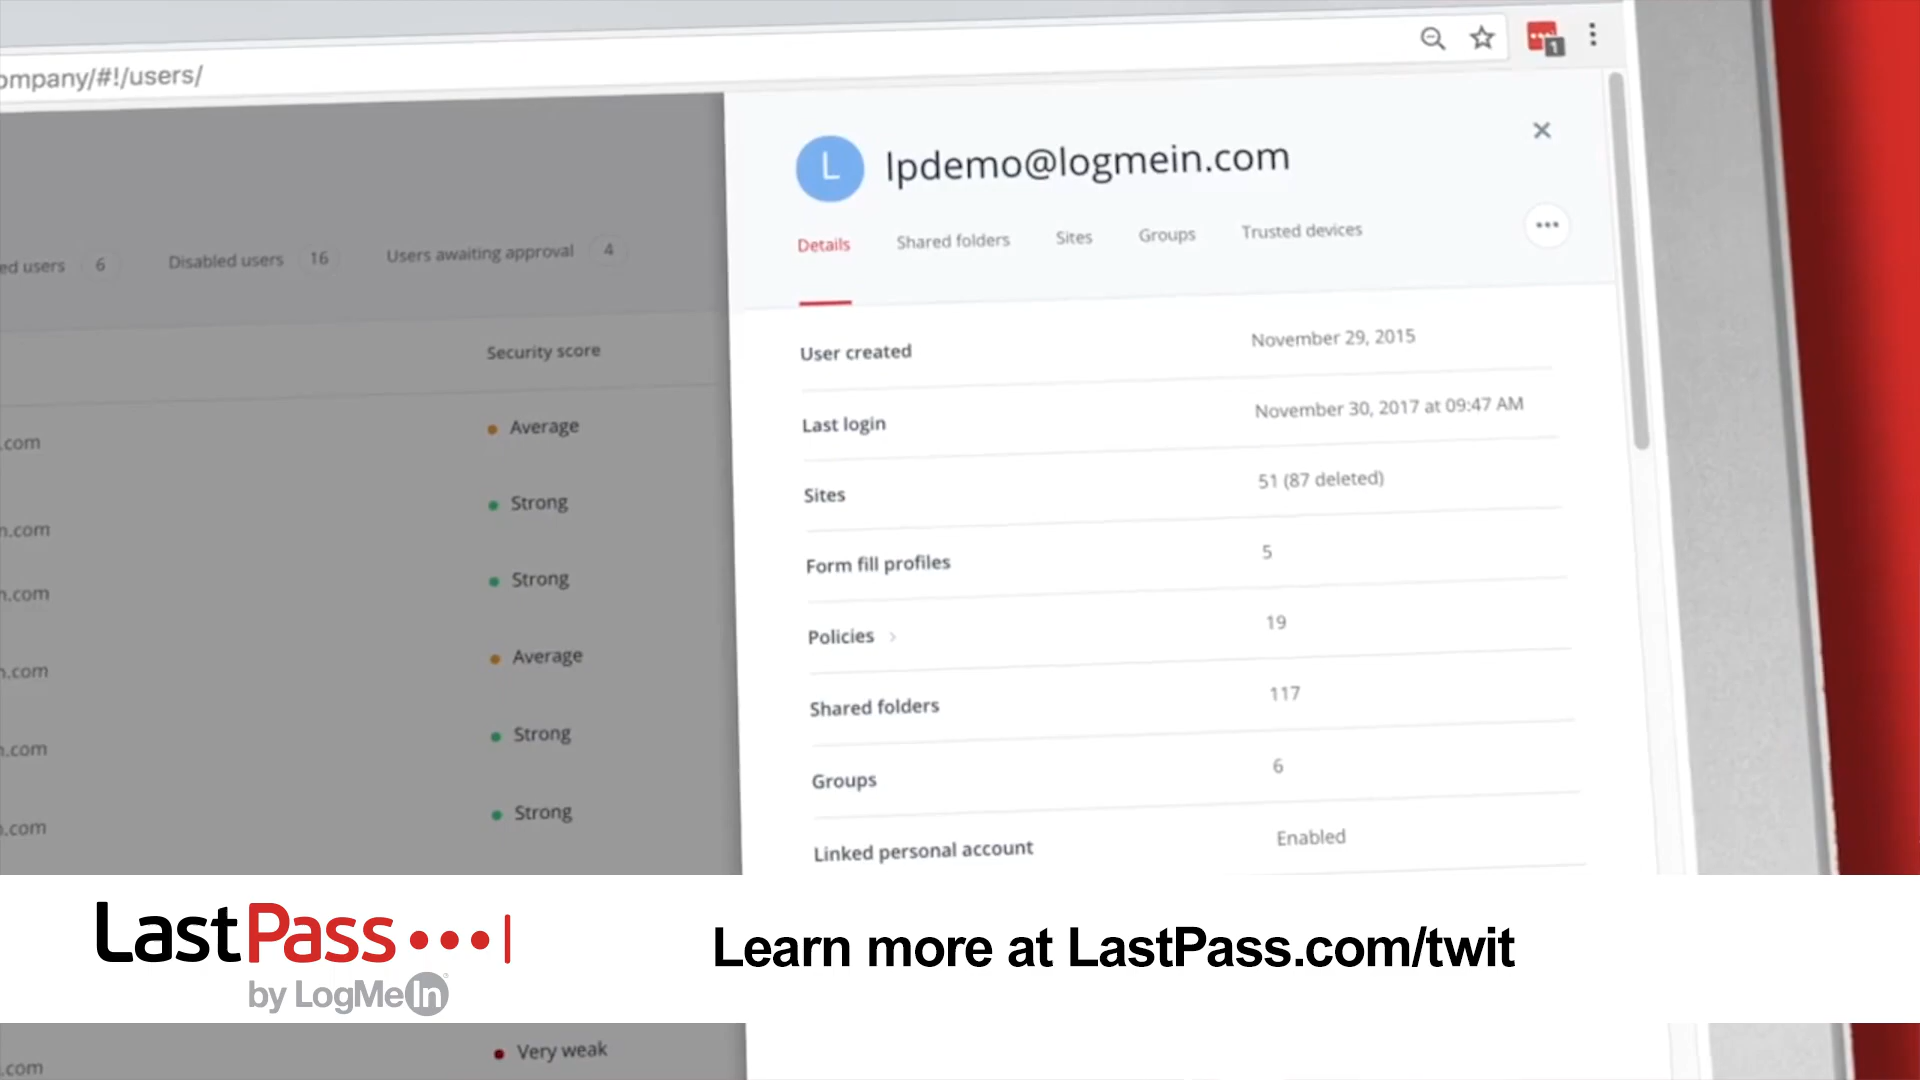 ompany/#!/users/
1
L
lpdemo@logmein.com
Details Shared folders Sites Groups Trusted devices
ed users 6 Disabled users 16 Users awaiting approval 4
Security score
User created November 29, 2015
Last login November 30, 2017 at 09:47 AM
Sites 51 (87 deleted)
Form fill profiles 5
Policies > 19
Shared folders 117
Groups 6
Linked personal account Enabled
.com Average
n.com Strong
n.com Strong
n.com Average
n.com Strong
n.com Strong
LastPass
by LogMeIn
Learn more at LastPass.com/twit
.com Very weak